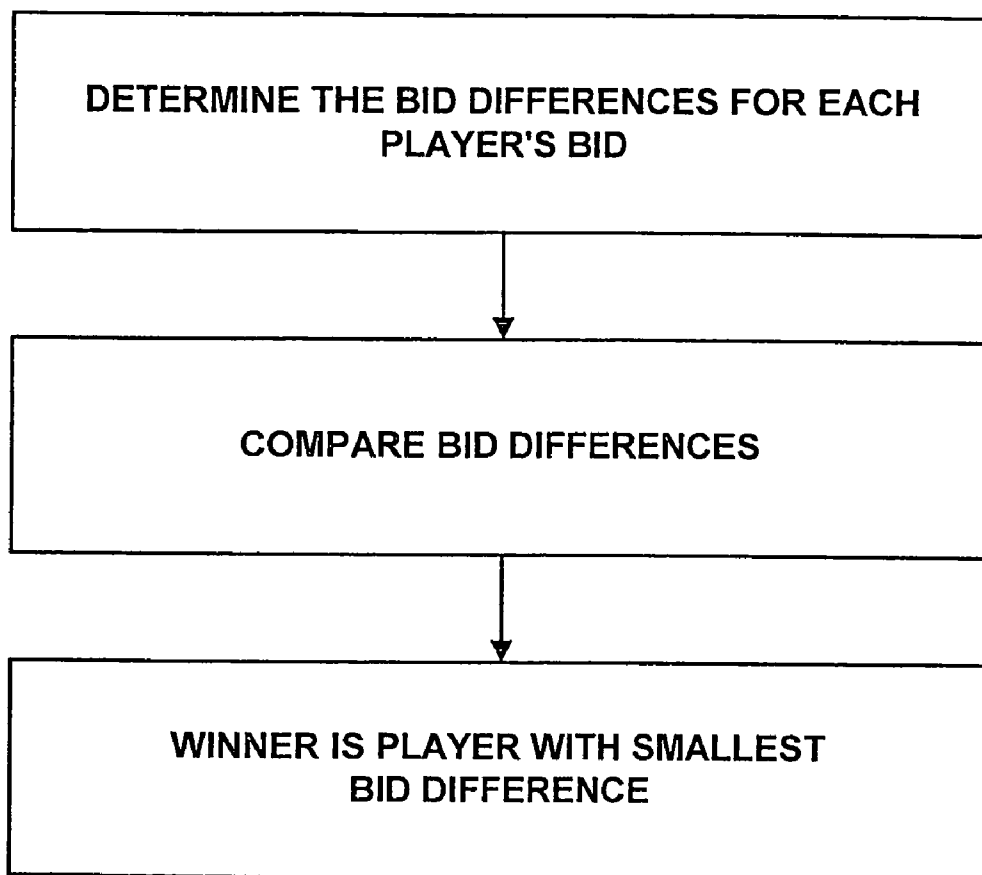 DETERMINE THE BID DIFFERENCES FOR EACH
PLAYER'S BID
COMPARE BID DIFFERENCES
WINNER IS PLAYER WITH SMALLEST
BID DIFFERENCE